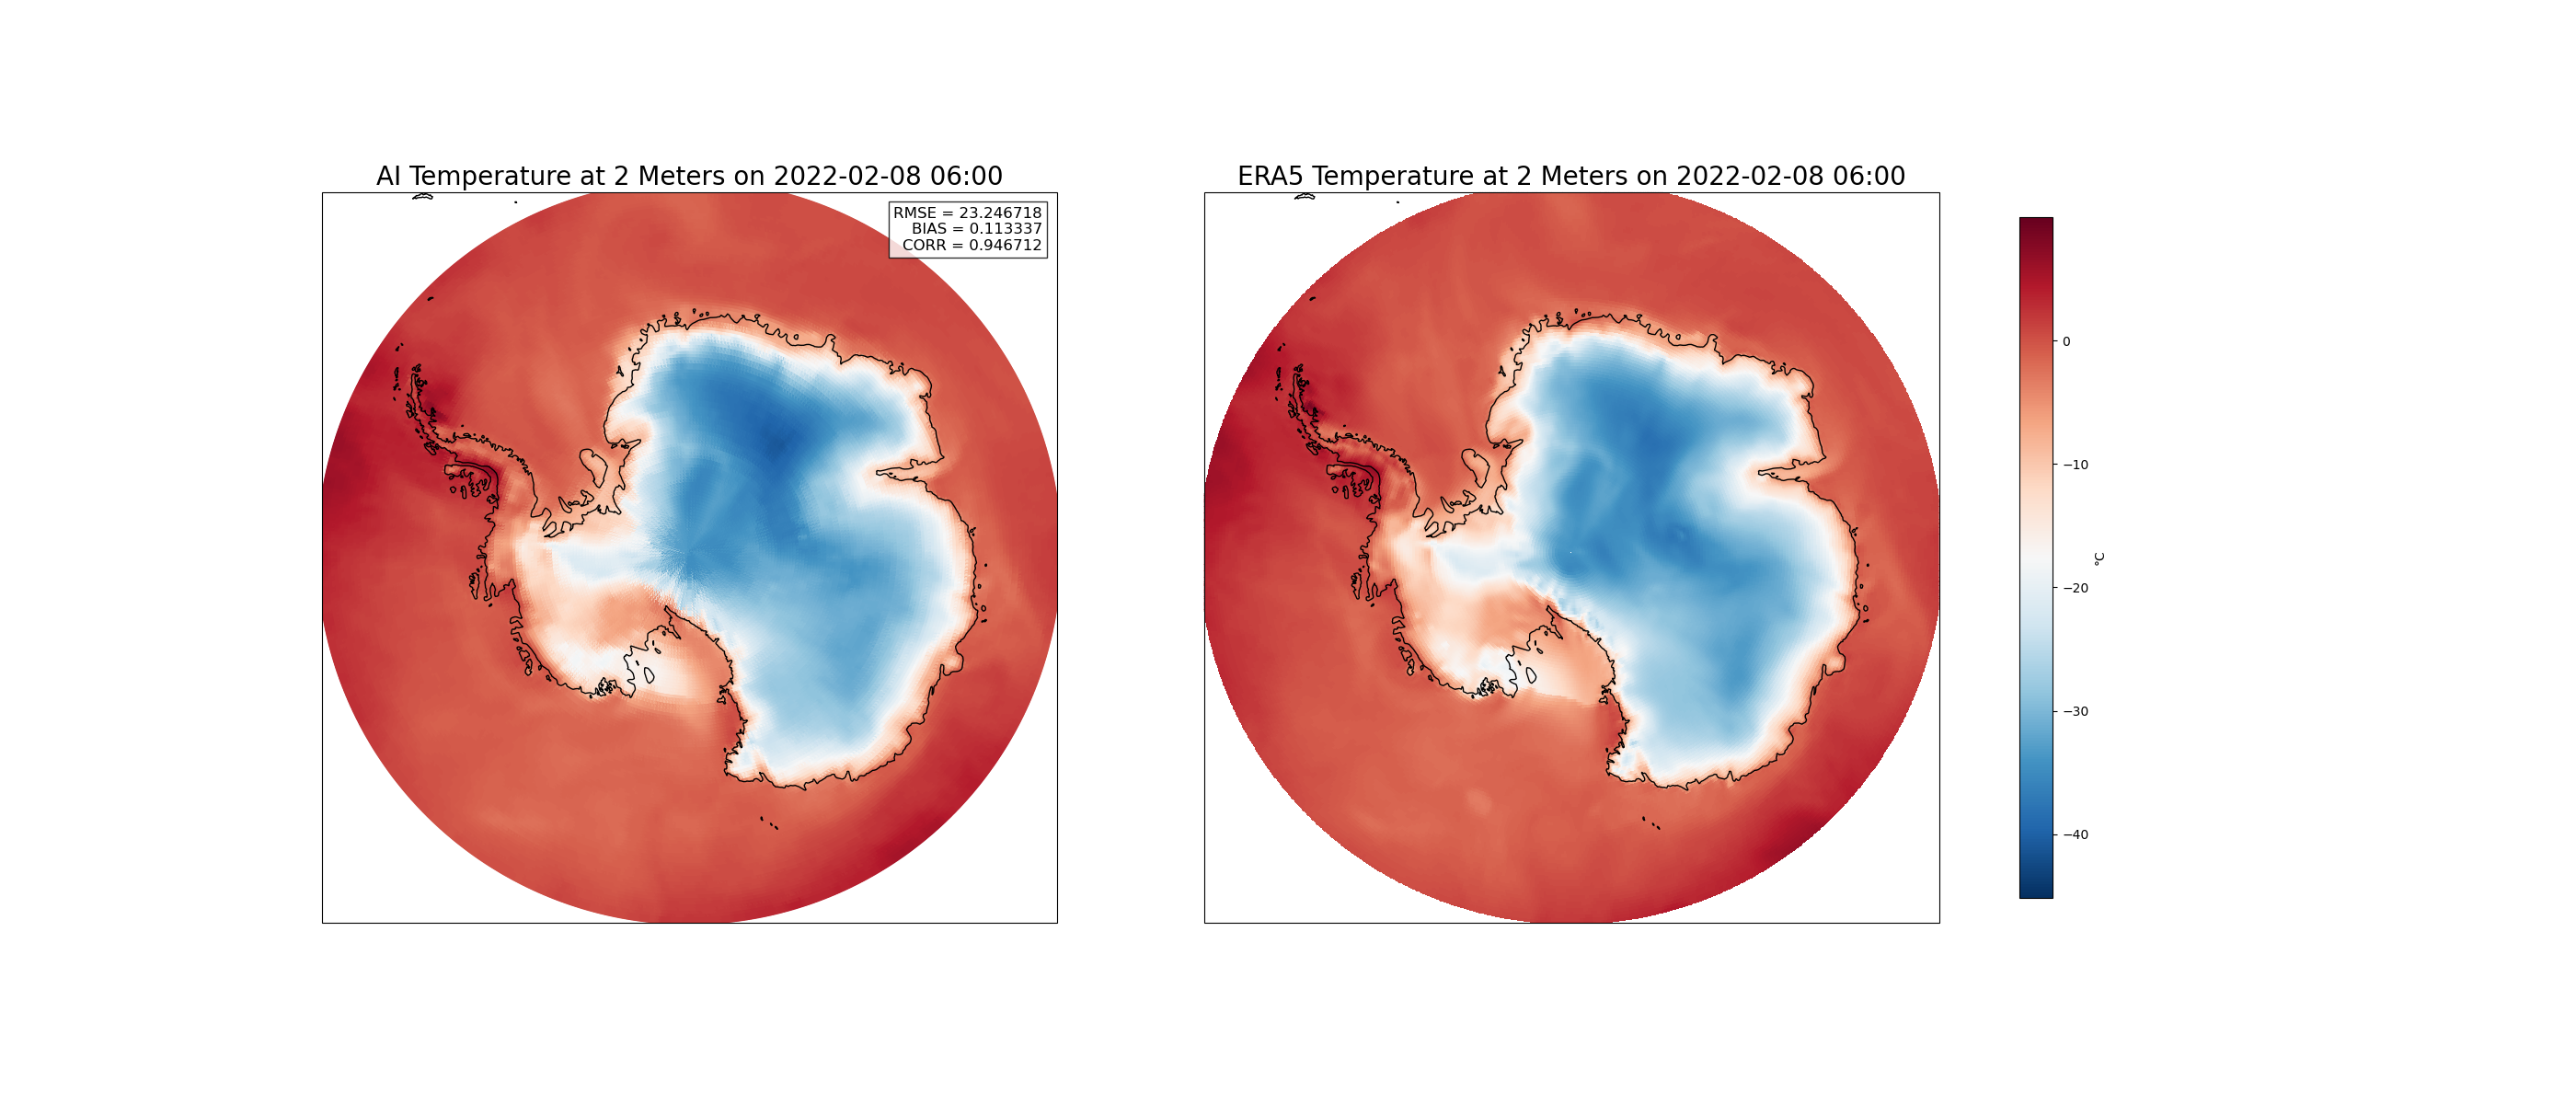 AI Temperature at 2 Meters on 2022-02-08 06:00
RMSE = 23.246718
BIAS = 0.113337
CORR = 0.946712
ERA5 Temperature at 2 Meters on 2022-02-08 06:00
0
−10
−20
−30
−40
°C